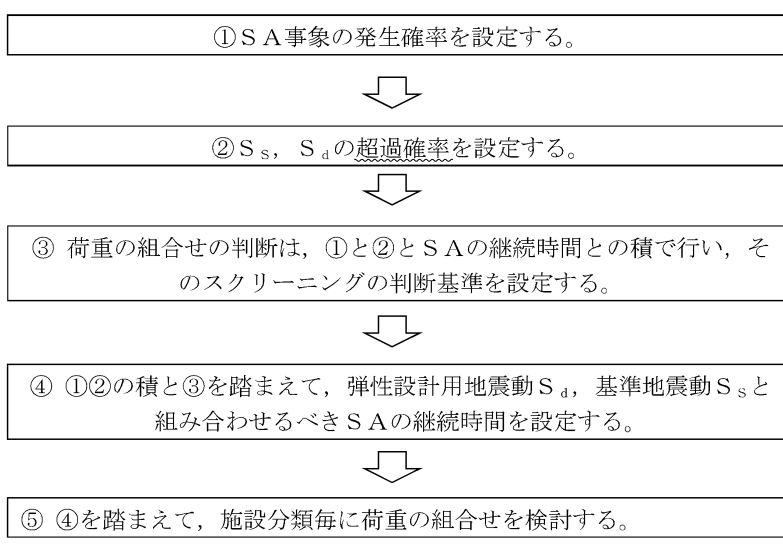 ①ＳＡ事象の発生確率を設定する。
②Ｓₛ，Ｓ_dの超過確率を設定する。
③ 荷重の組合せの判断は，①と②とＳＡの継続時間との積で行い，そ
のスクリーニングの判断基準を設定する。
④ ①②の積と③を踏まえて，弾性設計用地震動Ｓ_d，基準地震動Ｓₛと
組み合わせるべきＳＡの継続時間を設定する。
⑤ ④を踏まえて，施設分類毎に荷重の組合せを検討する。